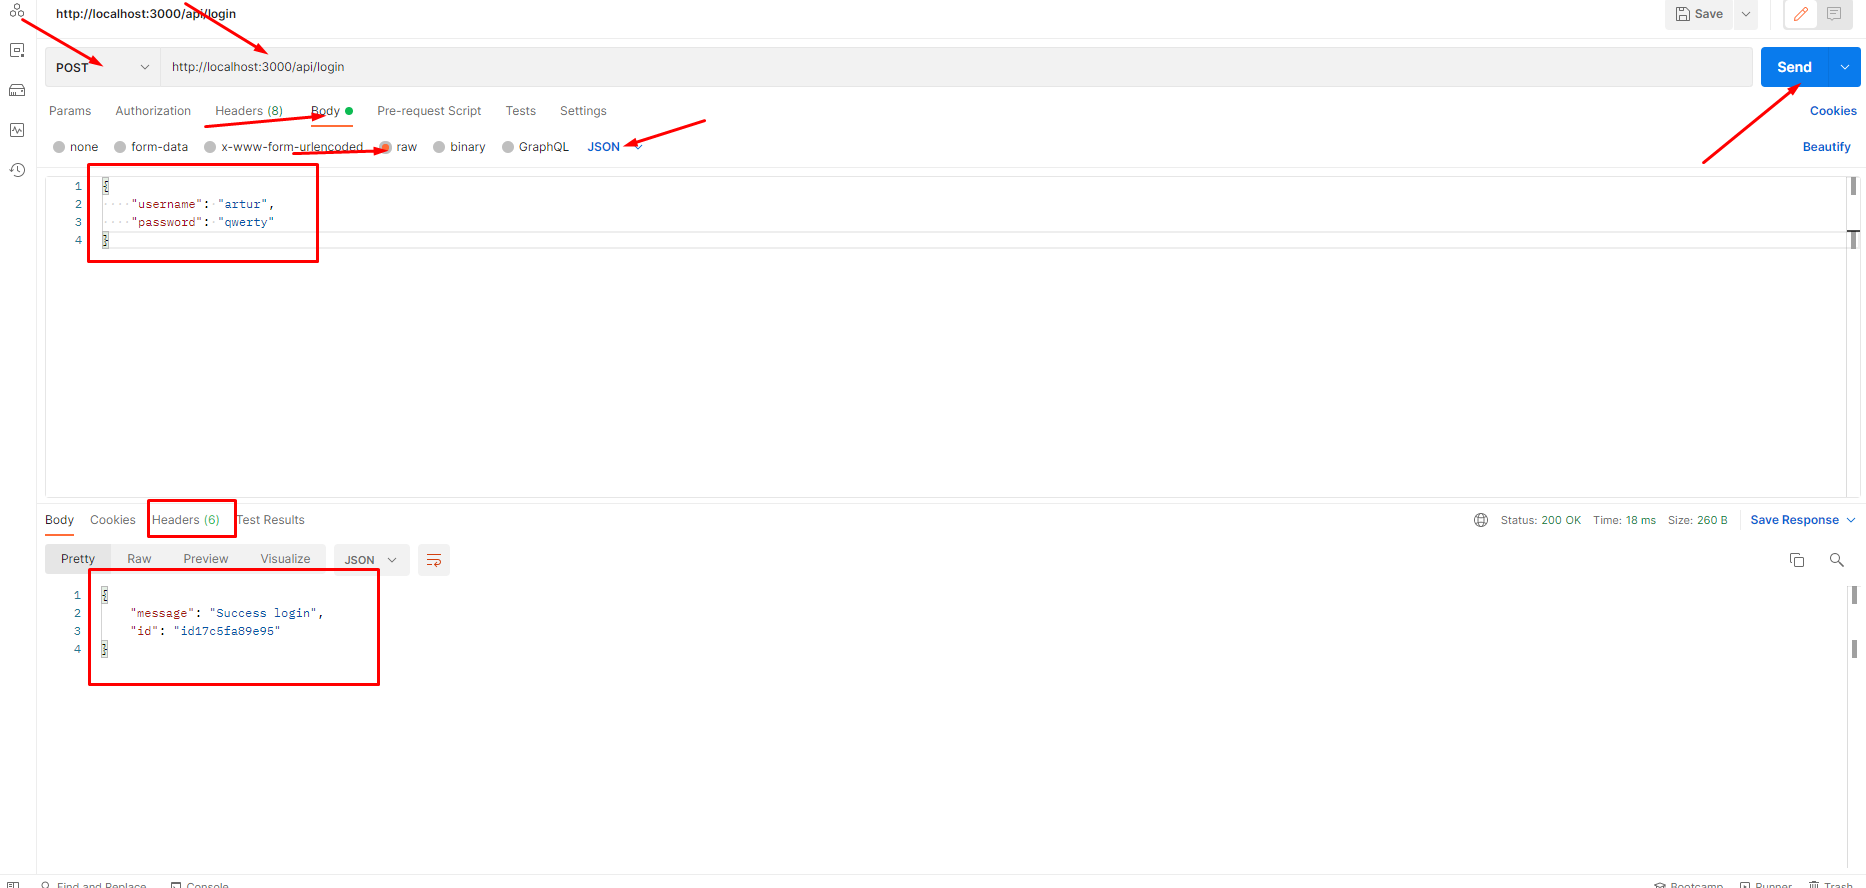 http://localhost:3000/api/login
Save
POST
http://localhost:3000/api/login
Send
Params Authorization Headers (8) Body Pre-request Script Tests Settings
Cookies
none form-data x-www-form-urlencoded raw binary GraphQL JSON
Beautify
1 {
2 "username": "artur",
3 "password": "qwerty"
4 }
Body Cookies Headers (6) Test Results
Status: 200 OK Time: 18 ms Size: 260 B Save Response
Pretty Raw Preview Visualize JSON
1 {
2 "message": "Success login",
3 "id": "id17c5fa89e95"
4 }
Find and Replace Console
Bootcamp Runner Trash